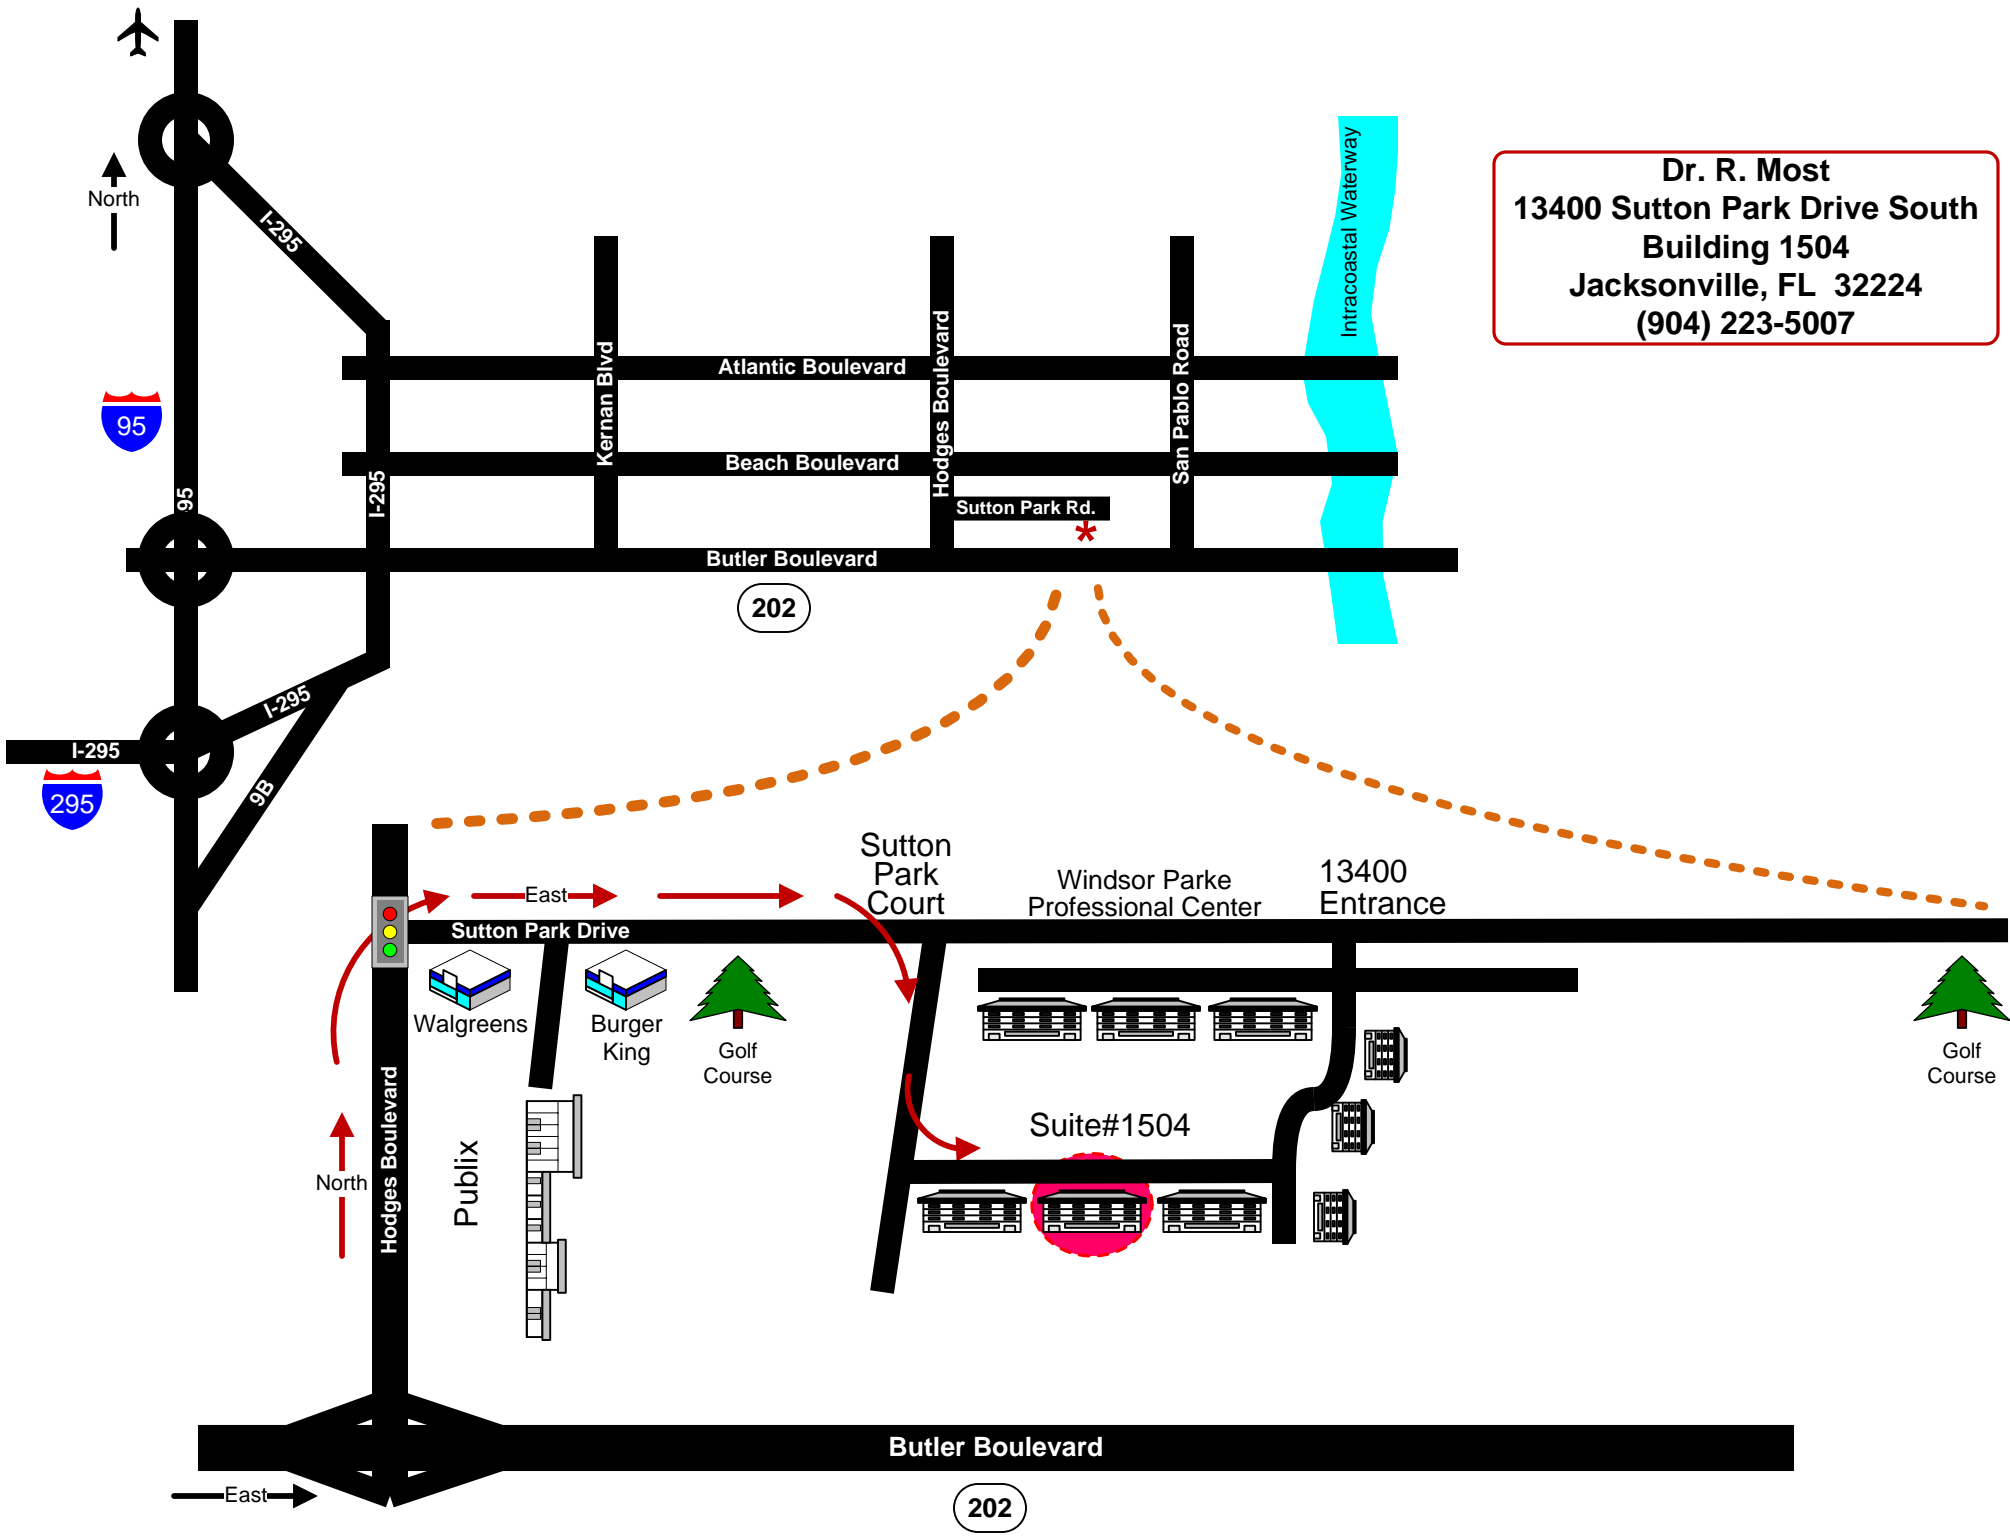 Dr. R. Most
13400 Sutton Park Drive South
Building 1504
Jacksonville, FL  32224
(904) 223-5007
North
I-295
Intracoastal Waterway
Kernan Blvd
Hodges Boulevard
San Pablo Road
Atlantic Boulevard
95
Beach Boulevard
I-295
95
Sutton Park Rd.
*
Butler Boulevard
202
I-295
I-295
295
9B
Sutton
Park
Court
Windsor Parke
Professional Center
13400
Entrance
East
Sutton Park Drive
Walgreens
Burger
King
Golf
Course
Golf
Course
Hodges Boulevard
North
Publix
Suite#1504
Butler Boulevard
East
202